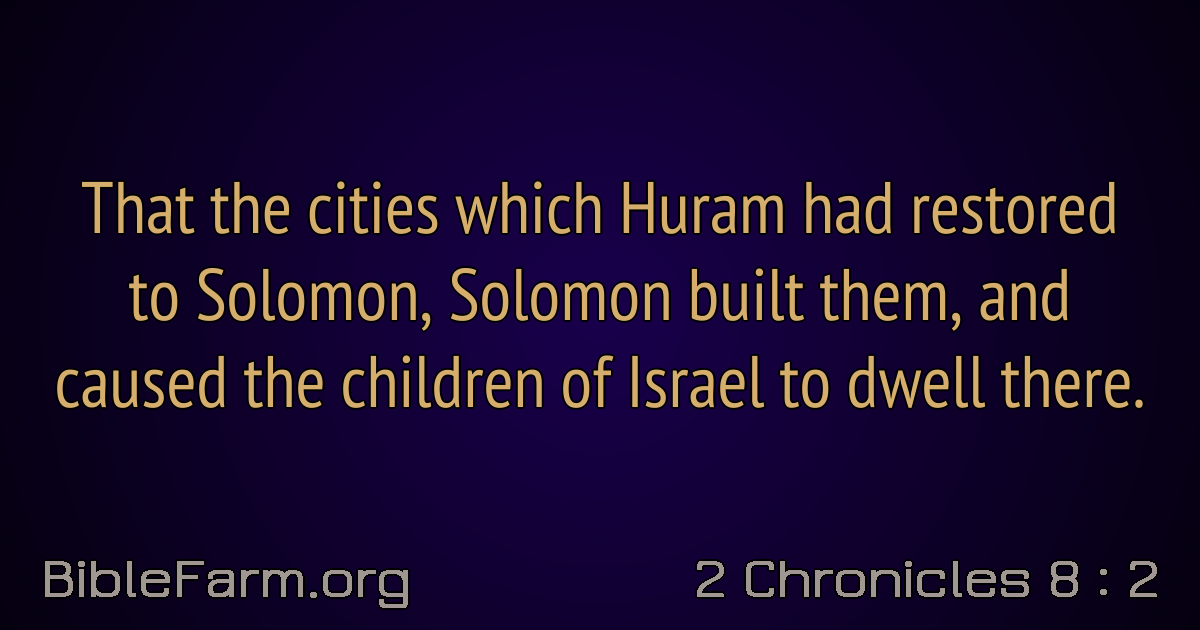 That the cities which Huram had restored
to Solomon, Solomon built them, and
caused the children of Israel to dwell there.
BibleFarm.org
2 Chronicles 8 : 2